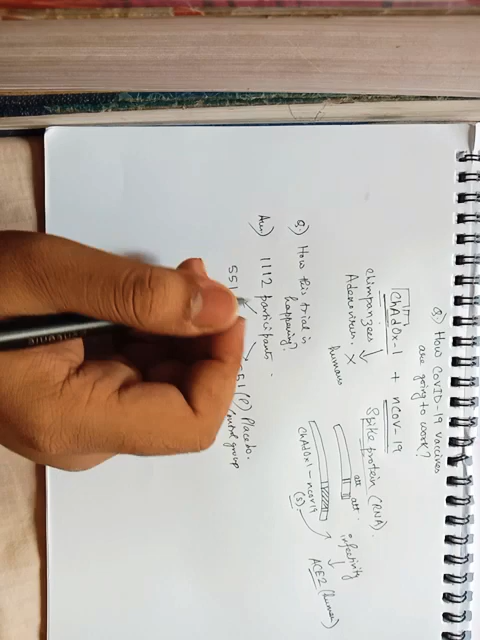 Q:) How COVID-19 vaccines
are going to work?
ChAdOx-1 + nCOV-19
chimpanzees
Adenovirus. X
humans
Spike protein (RNA).
att att.
ChAdOx1-nCOV19
(S).
infectivity
ACE2 (human)
Q:) How this trial is
happening?
Ans) 1112 participants.
551
551 (P) Placebo.
Control group